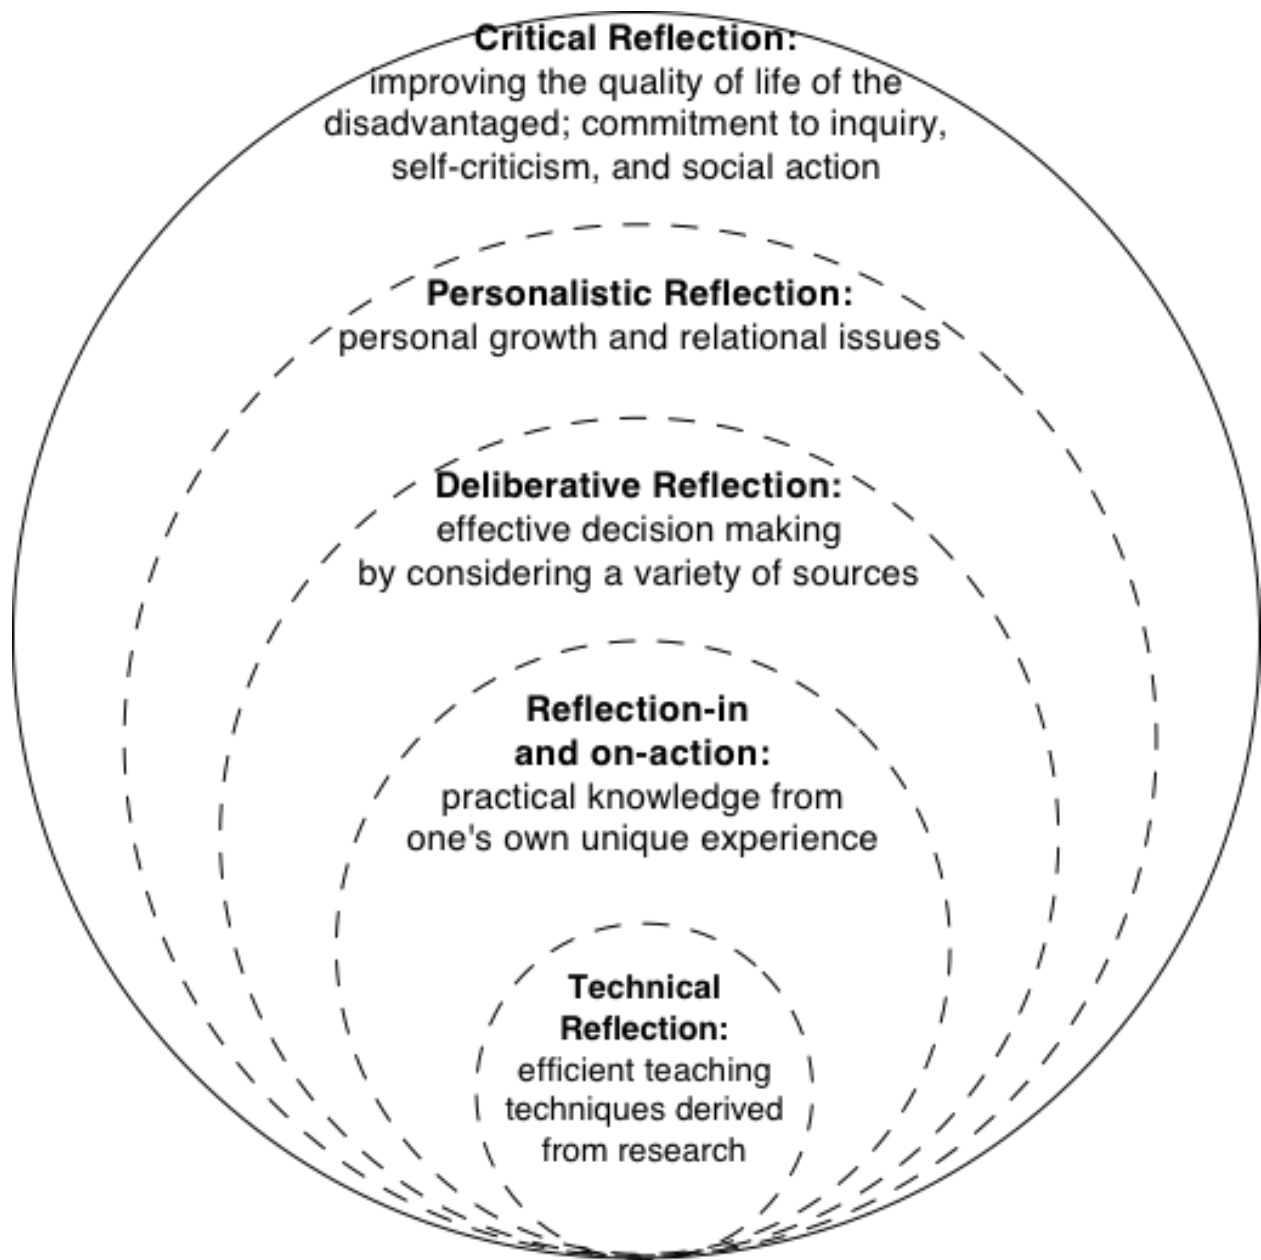 Critical Reflection:
improving the quality of life of the
disadvantaged; commitment to inquiry,
self-criticism, and social action
Personalistic Reflection:
personal growth and relational issues
Deliberative Reflection:
effective decision making
by considering a variety of sources
Reflection-in
and on-action:
practical knowledge from
one's own unique experience
Technical
Reflection:
efficient teaching
techniques derived
from research